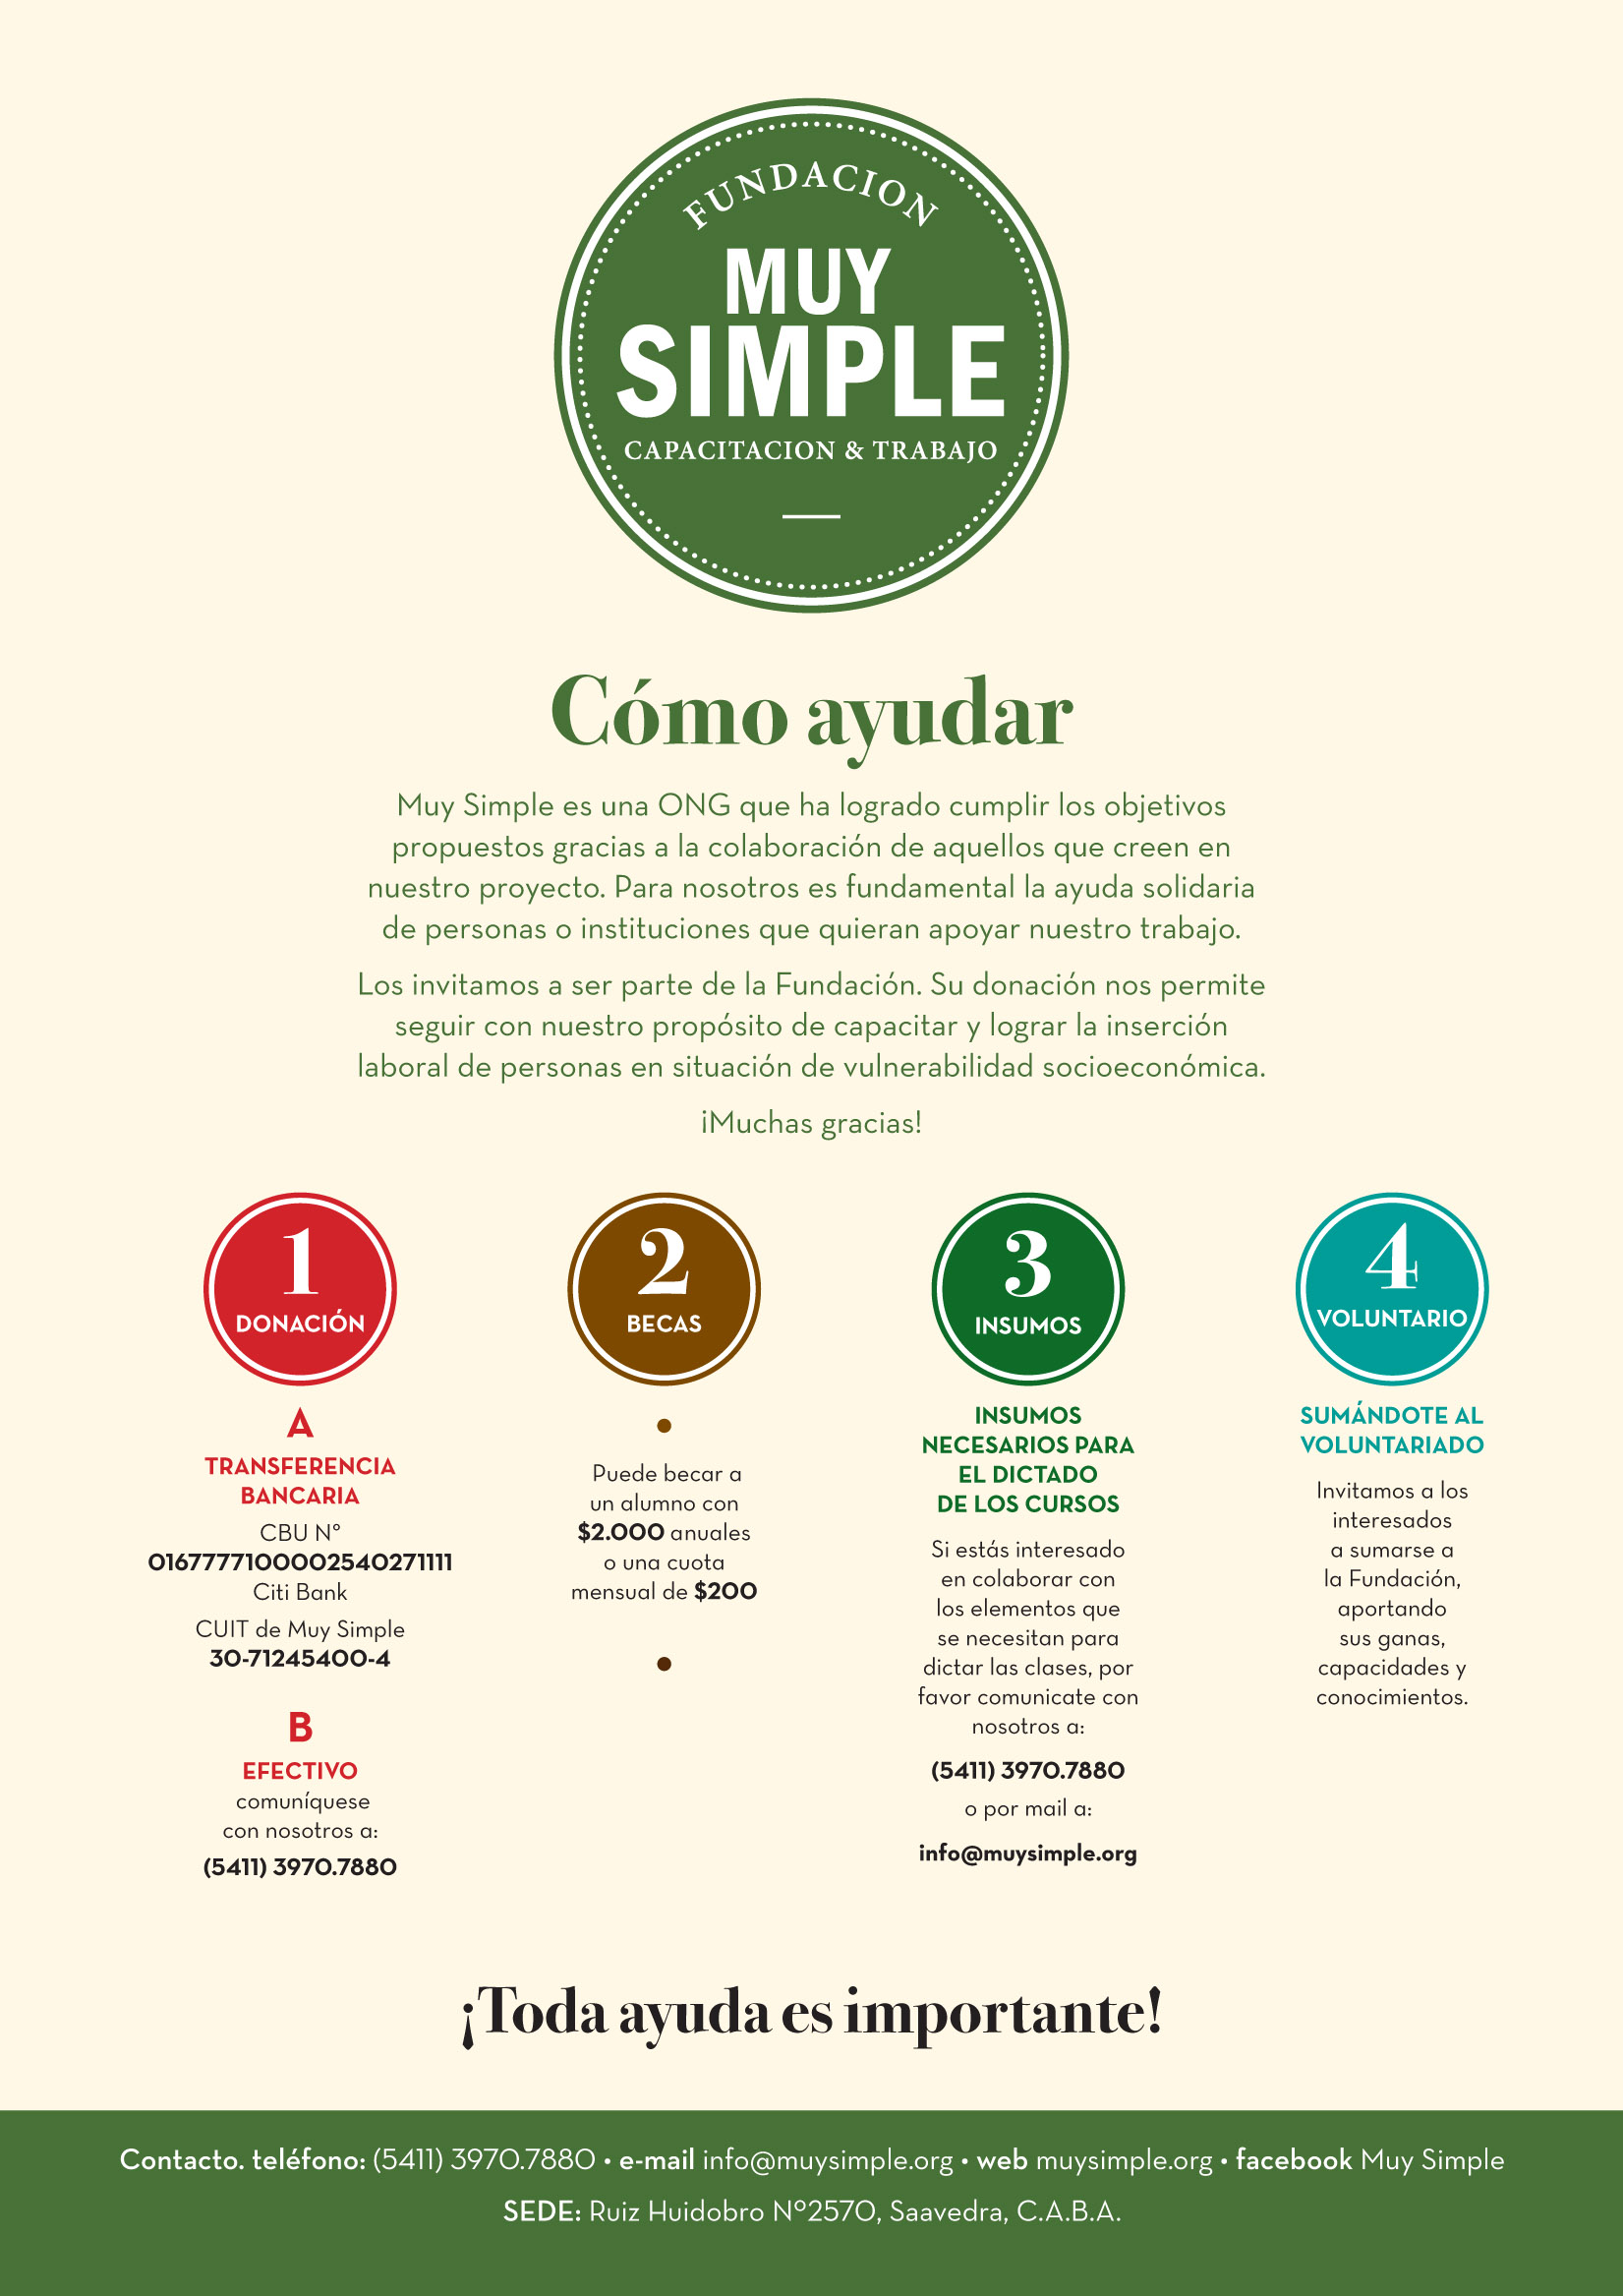 FUNDACION
MUY
SIMPLE
CAPACITACION & TRABAJO
Cómo ayudar
Muy Simple es una ONG que ha logrado cumplir los objetivos
propuestos gracias a la colaboración de aquellos que creen en
nuestro proyecto. Para nosotros es fundamental la ayuda solidaria
de personas o instituciones que quieran apoyar nuestro trabajo.
Los invitamos a ser parte de la Fundación. Su donación nos permite
seguir con nuestro propósito de capacitar y lograr la inserción
laboral de personas en situación de vulnerabilidad socioeconómica.
¡Muchas gracias!
1
DONACIÓN
A
TRANSFERENCIA
BANCARIA
CBU Nº
0167777100002540271111
Citi Bank
CUIT de Muy Simple
30-71245400-4
B
EFECTIVO
comuníquese
con nosotros a:
(5411) 3970.7880
2
BECAS
•
Puede becar a
un alumno con
$2.000 anuales
o una cuota
mensual de $200
•
3
INSUMOS
INSUMOS
NECESARIOS PARA
EL DICTADO
DE LOS CURSOS
Si estás interesado
en colaborar con
los elementos que
se necesitan para
dictar las clases, por
favor comunicate con
nosotros a:
(5411) 3970.7880
o por mail a:
info@muysimple.org
4
VOLUNTARIO
SUMÁNDOTE AL
VOLUNTARIADO
Invitamos a los
interesados
a sumarse a
la Fundación,
aportando
sus ganas,
capacidades y
conocimientos.
¡Toda ayuda es importante!
Contacto. teléfono: (5411) 3970.7880 • e-mail info@muysimple.org • web muysimple.org • facebook Muy Simple
SEDE: Ruiz Huidobro Nº2570, Saavedra, C.A.B.A.